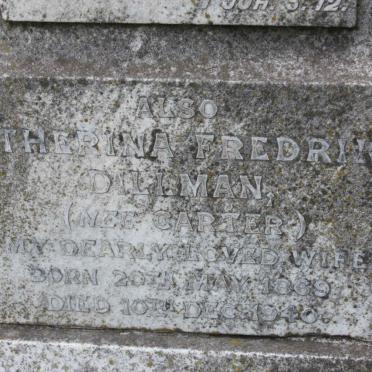 1 JOH. 3. 12.
ALSO
THERINA FREDRI
DILLMAN,
(NEE CARTER)
MY DEARLY LOVED WIFE
BORN 20TH MAY 1869
DIED 10TH DEC. 1940.